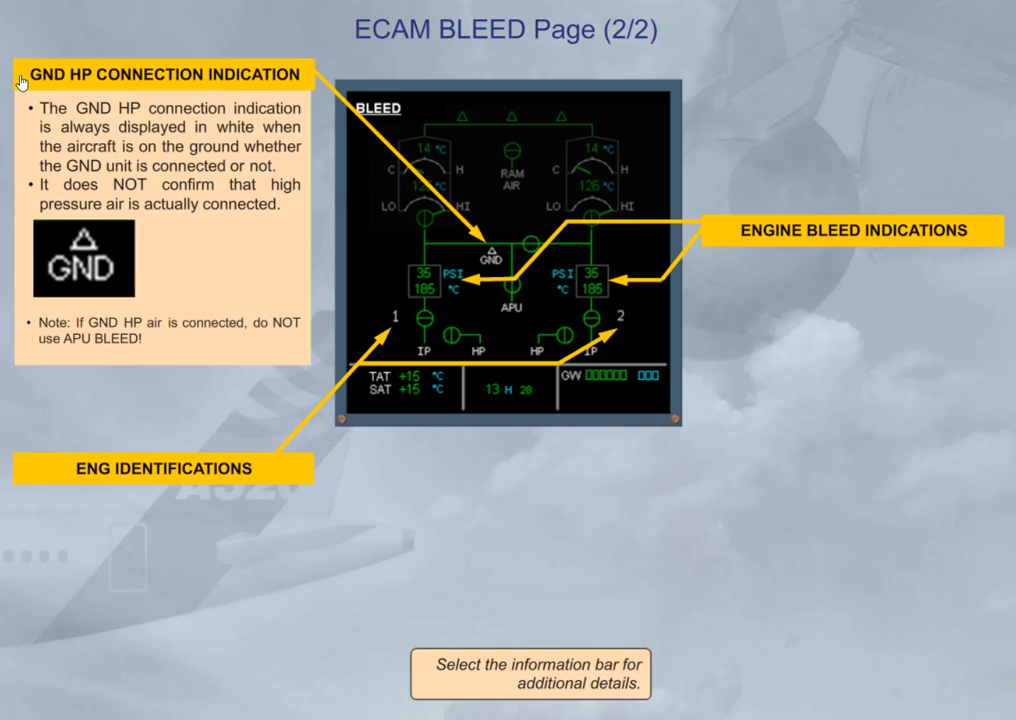 ECAM BLEED Page (2/2)
GND HP CONNECTION INDICATION
• The GND HP connection indication
is always displayed in white when
the aircraft is on the ground whether
the GND unit is connected or not.
• It does NOT confirm that high
pressure air is actually connected.
GND
• Note: If GND HP air is connected, do NOT
use APU BLEED!
ENG IDENTIFICATIONS
ENGINE BLEED INDICATIONS
BLEED
14 °C
14 °C
C
H
RAM
AIR
C
H
°C
126 °C
LO
HI
LO
HI
GND
35 PSI
185 °C
PSI 35
°C 185
APU
1
2
IP
HP
HP
IP
TAT +15 °C
SAT +15 °C
13 H 28
GW
A320
Select the information bar for
additional details.